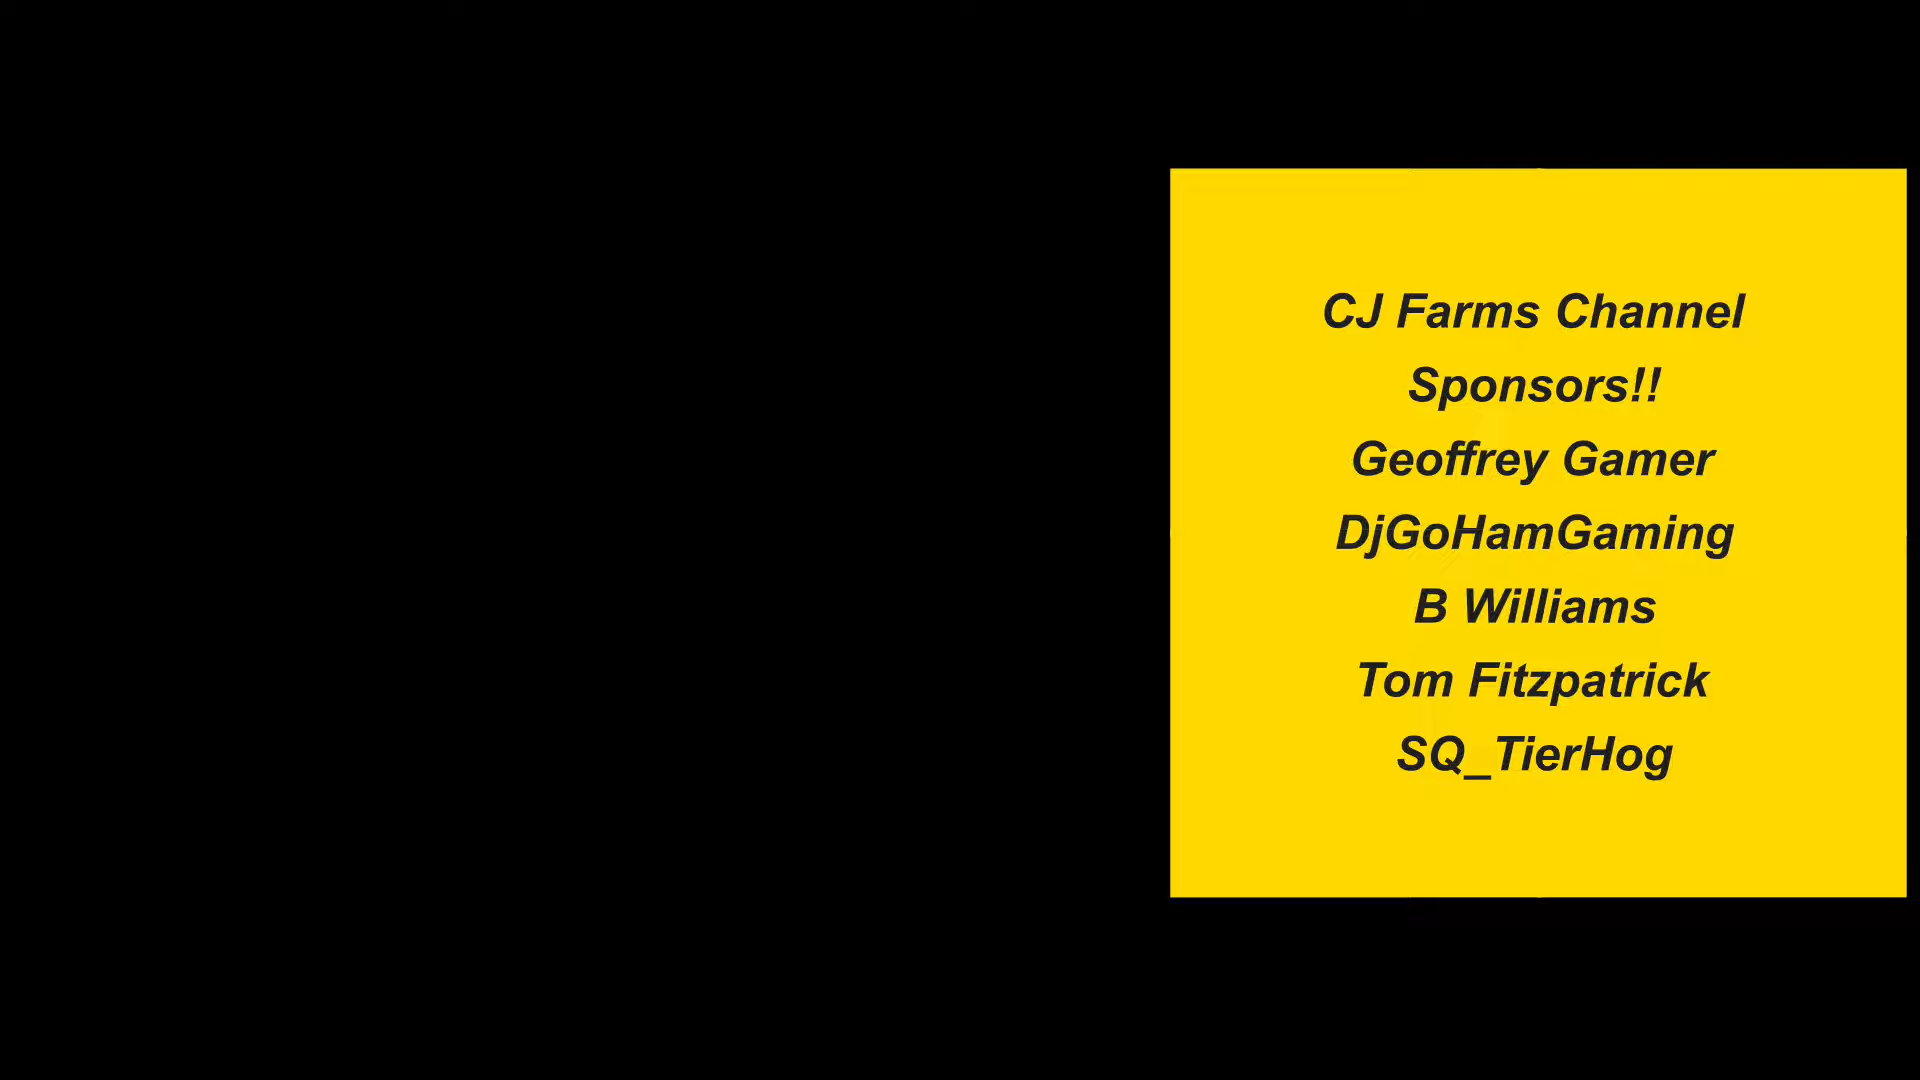 CJ Farms Channel
Sponsors!!
Geoffrey Gamer
DjGoHamGaming
B Williams
Tom Fitzpatrick
SQ_TierHog